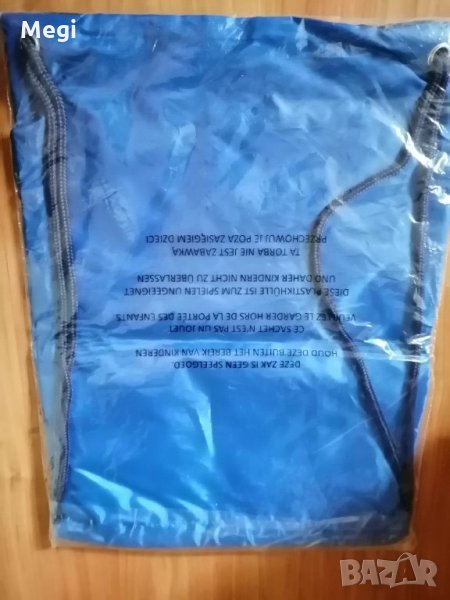 Megi
DEZE ZAK IS GEEN SPEELGOED.
HOUD DEZE BUITEN HET BEREIK VAN KINDEREN
CE SACHET N'EST PAS UN JOUET
VEUILLEZ LE GARDER HORS DE LA PORTÉE DES ENFANTS
DIESE PLASTIKHÜLLE IST ZUM SPIELEN UNGEEIGNET
UND DAHER KINDERN NICHT ZU ÜBERLASSEN
TA TORBA NIE JEST ZABAWKĄ
PRZECHOWUJ JE POZA ZASIĘGIEM DZIECI
BAZAR